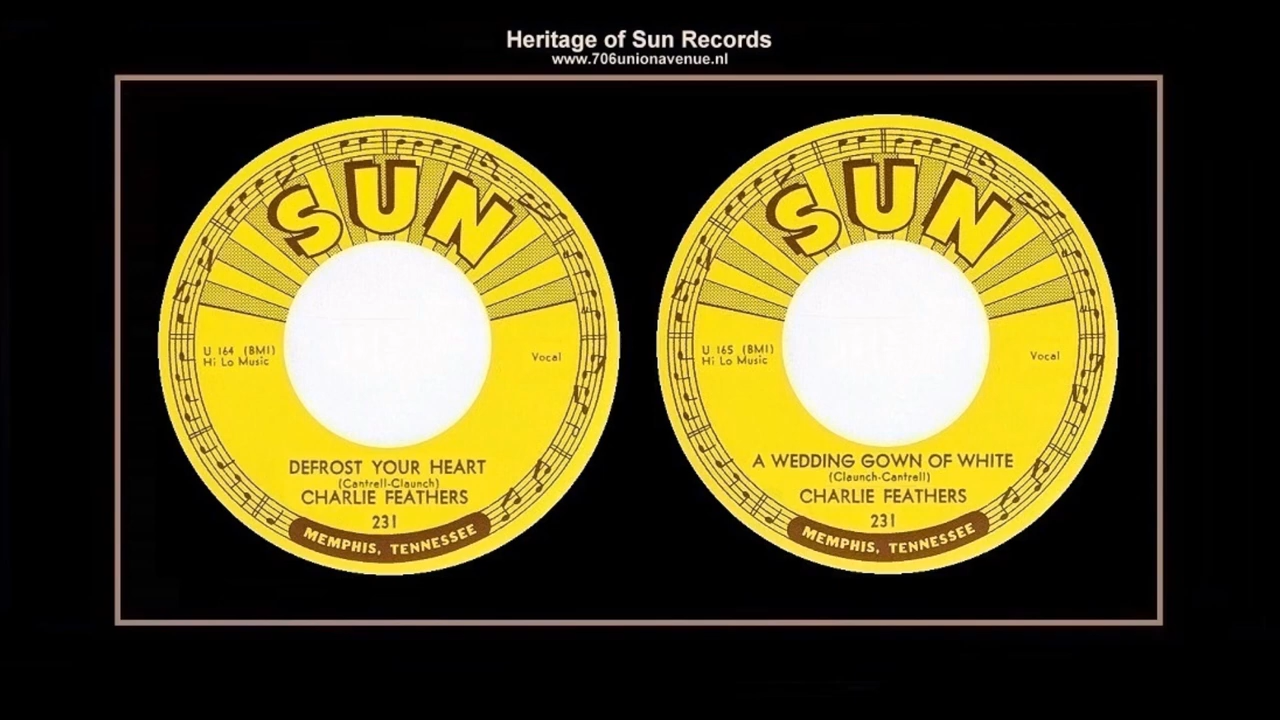 Heritage of Sun Records
www.706unionavenue.nl
SUN
U 164 (BMI)
Hi Lo Music
Vocal
DEFROST YOUR HEART
(Cantrell-Claunch)
CHARLIE FEATHERS
231
MEMPHIS, TENNESSEE
SUN
U 165 (BMI)
Hi Lo Music
Vocal
A WEDDING GOWN OF WHITE
(Claunch-Cantrell)
CHARLIE FEATHERS
231
MEMPHIS, TENNESSEE